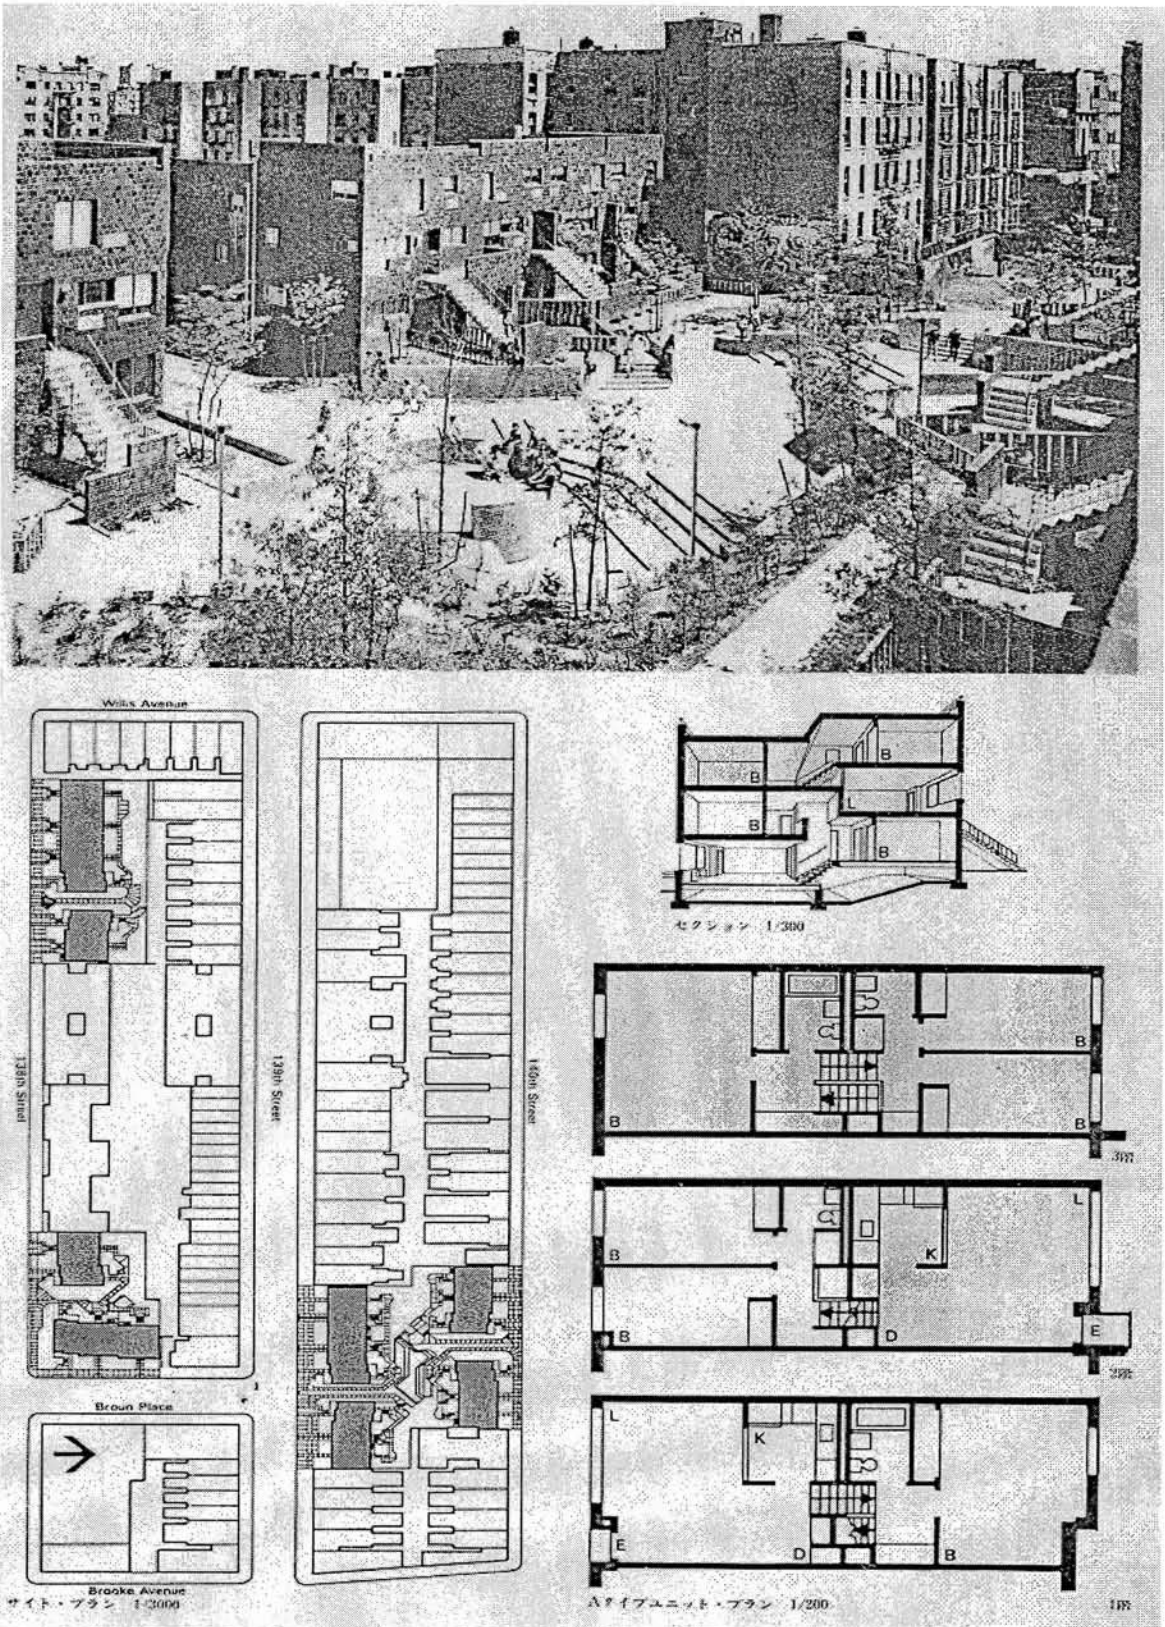 Willis Avenue
138th Street
139th Street
140th Street
Broun Place
Brooke Avenue
サイト・プラン 1/3000
B
B
L
B
B
セクション 1/300
B
B
B
3階
L
B
K
B
D
E
2階
L
K
E
D
B
Aタイプユニット・プラン 1/200
1階